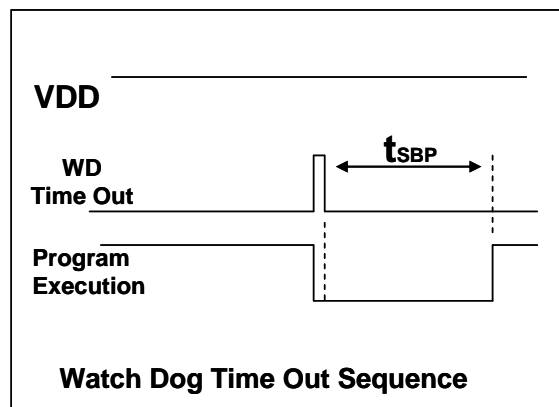 VDD
tSBP
WD
Time Out
Program
Execution
Watch Dog Time Out Sequence